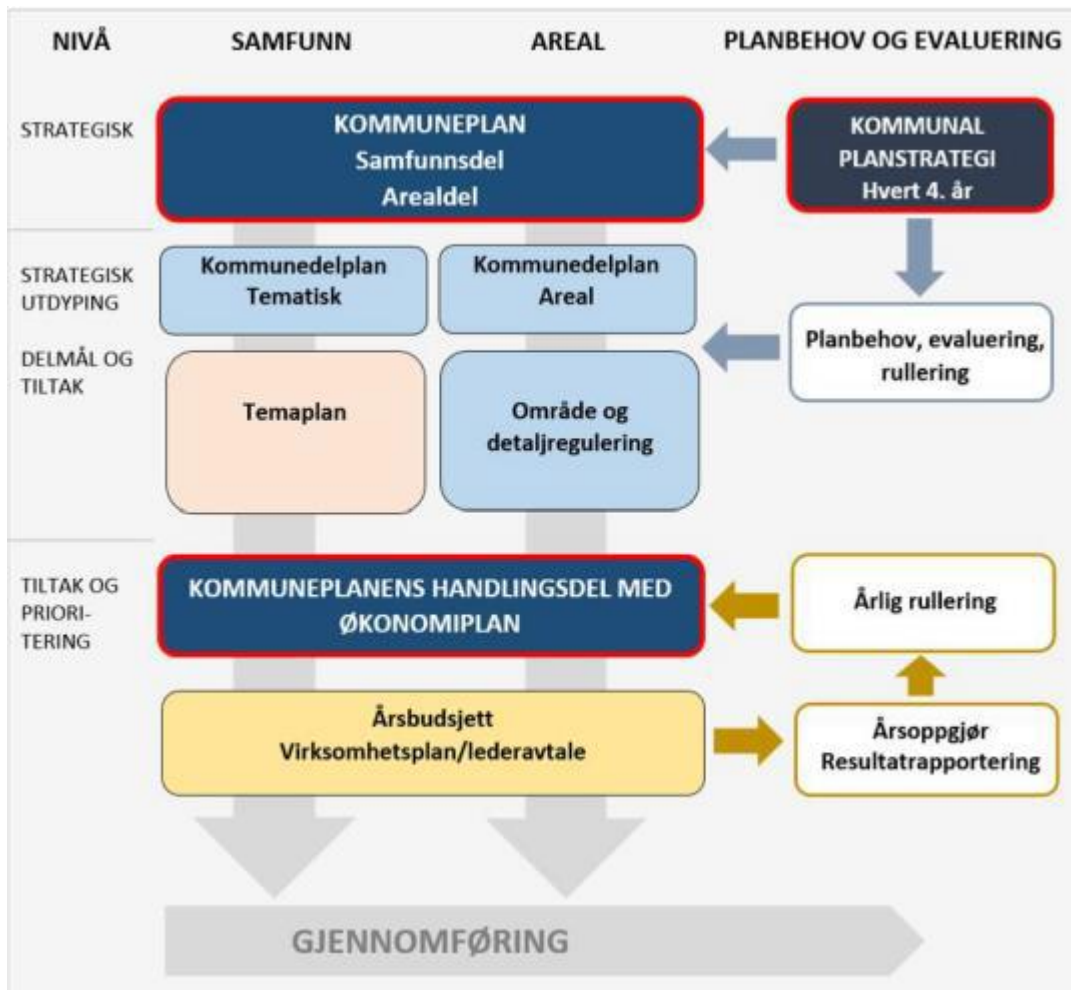 NIVÅ
SAMFUNN
AREAL
PLANBEHOV OG EVALUERING
STRATEGISK
KOMMUNEPLAN
Samfunnsdel
Arealdel
KOMMUNAL
PLANSTRATEGI
Hvert 4. år
STRATEGISK
UTDYPING
Kommunedelplan
Tematisk
Kommunedelplan
Areal
Planbehov, evaluering,
rullering
DELMÅL OG
TILTAK
Temaplan
Område og
detaljregulering
TILTAK OG
PRIORI-
TERING
KOMMUNEPLANENS HANDLINGSDEL MED
ØKONOMIPLAN
Årlig rullering
Årsbudsjett
Virksomhetsplan/lederavtale
Årsoppgjør
Resultatrapportering
GJENNOMFØRING